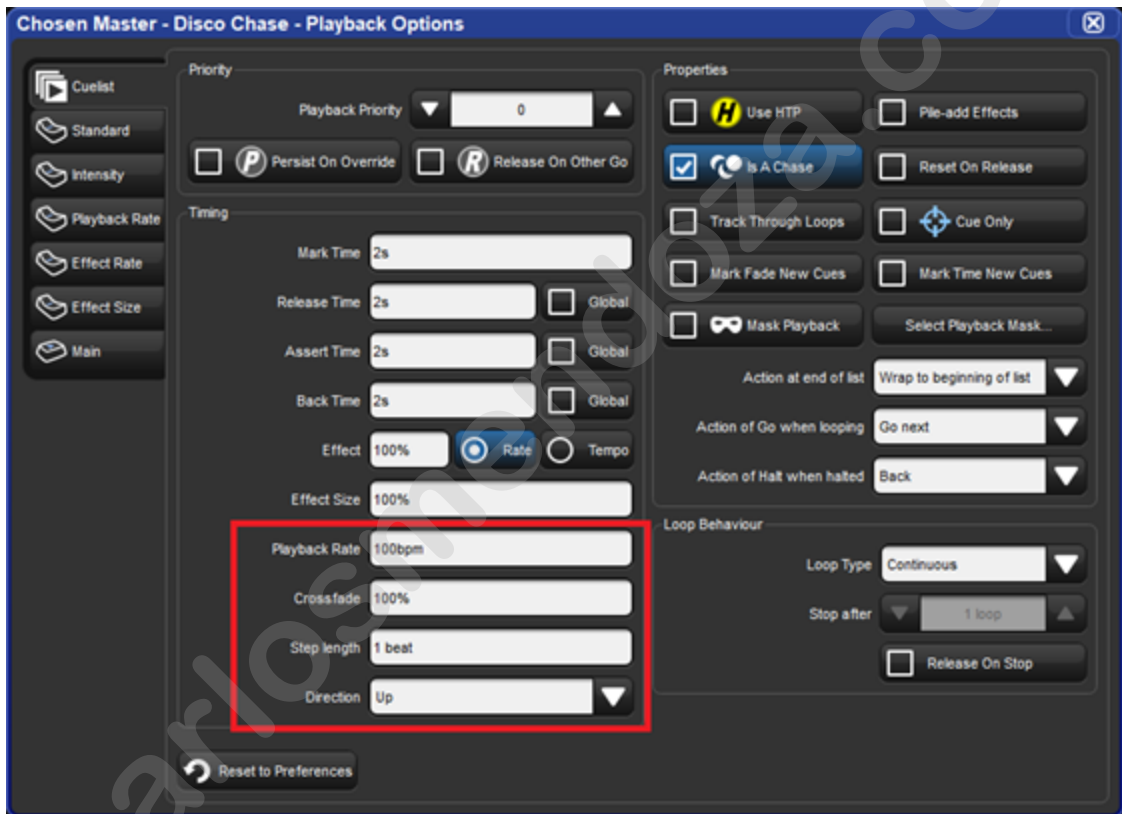 Chosen Master - Disco Chase - Playback Options
Cuelist
Standard
Intensity
Playback Rate
Effect Rate
Effect Size
Main
Priority
Playback Priority 0
P Persist On Override R Release On Other Go
Timing
Mark Time 2s
Release Time 2s Global
Assert Time 2s Global
Back Time 2s Global
Effect 100% Rate Tempo
Effect Size 100%
Playback Rate 100bpm
Crossfade 100%
Step length 1 beat
Direction Up
Reset to Preferences
Properties
H Use HTP Pile-add Effects
Is A Chase Reset On Release
Track Through Loops Cue Only
Mark Fade New Cues Mark Time New Cues
Mask Playback Select Playback Mask...
Action at end of list Wrap to beginning of list
Action of Go when looping Go next
Action of Halt when halted Back
Loop Behaviour
Loop Type Continuous
Stop after 1 loop
Release On Stop
arlosmendoza.co